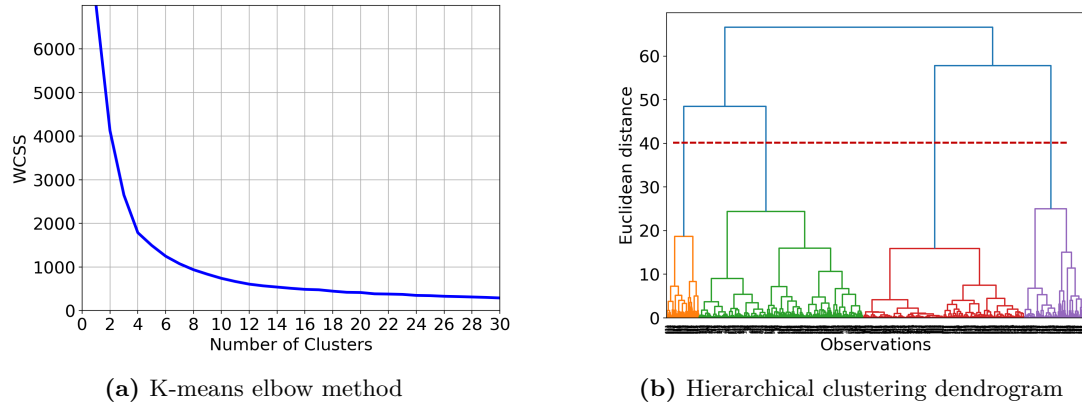 6000
5000
4000
3000
2000
1000
0
WCSS
0 2 4 6 8 10 12 14 16 18 20 22 24 26 28 30
Number of Clusters
(a) K-means elbow method
60
50
40
30
20
10
0
Euclidean distance
Observations
(b) Hierarchical clustering dendrogram